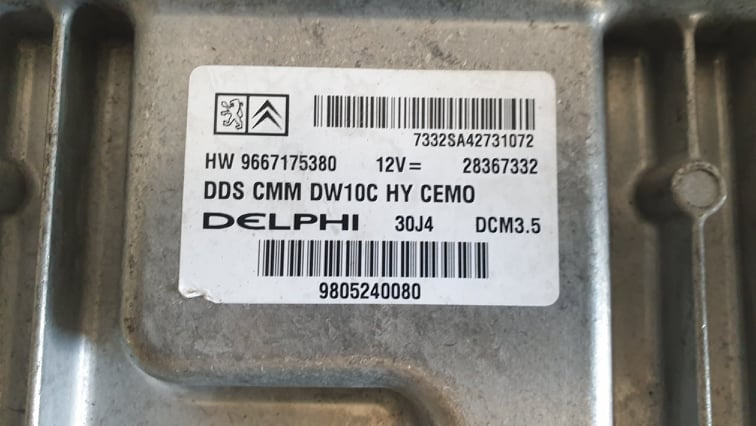 7332SA42731072
HW 9667175380 12V= 28367332
DDS CMM DW10C HY CEMO
DELPHI 30J4 DCM3.5
9805240080